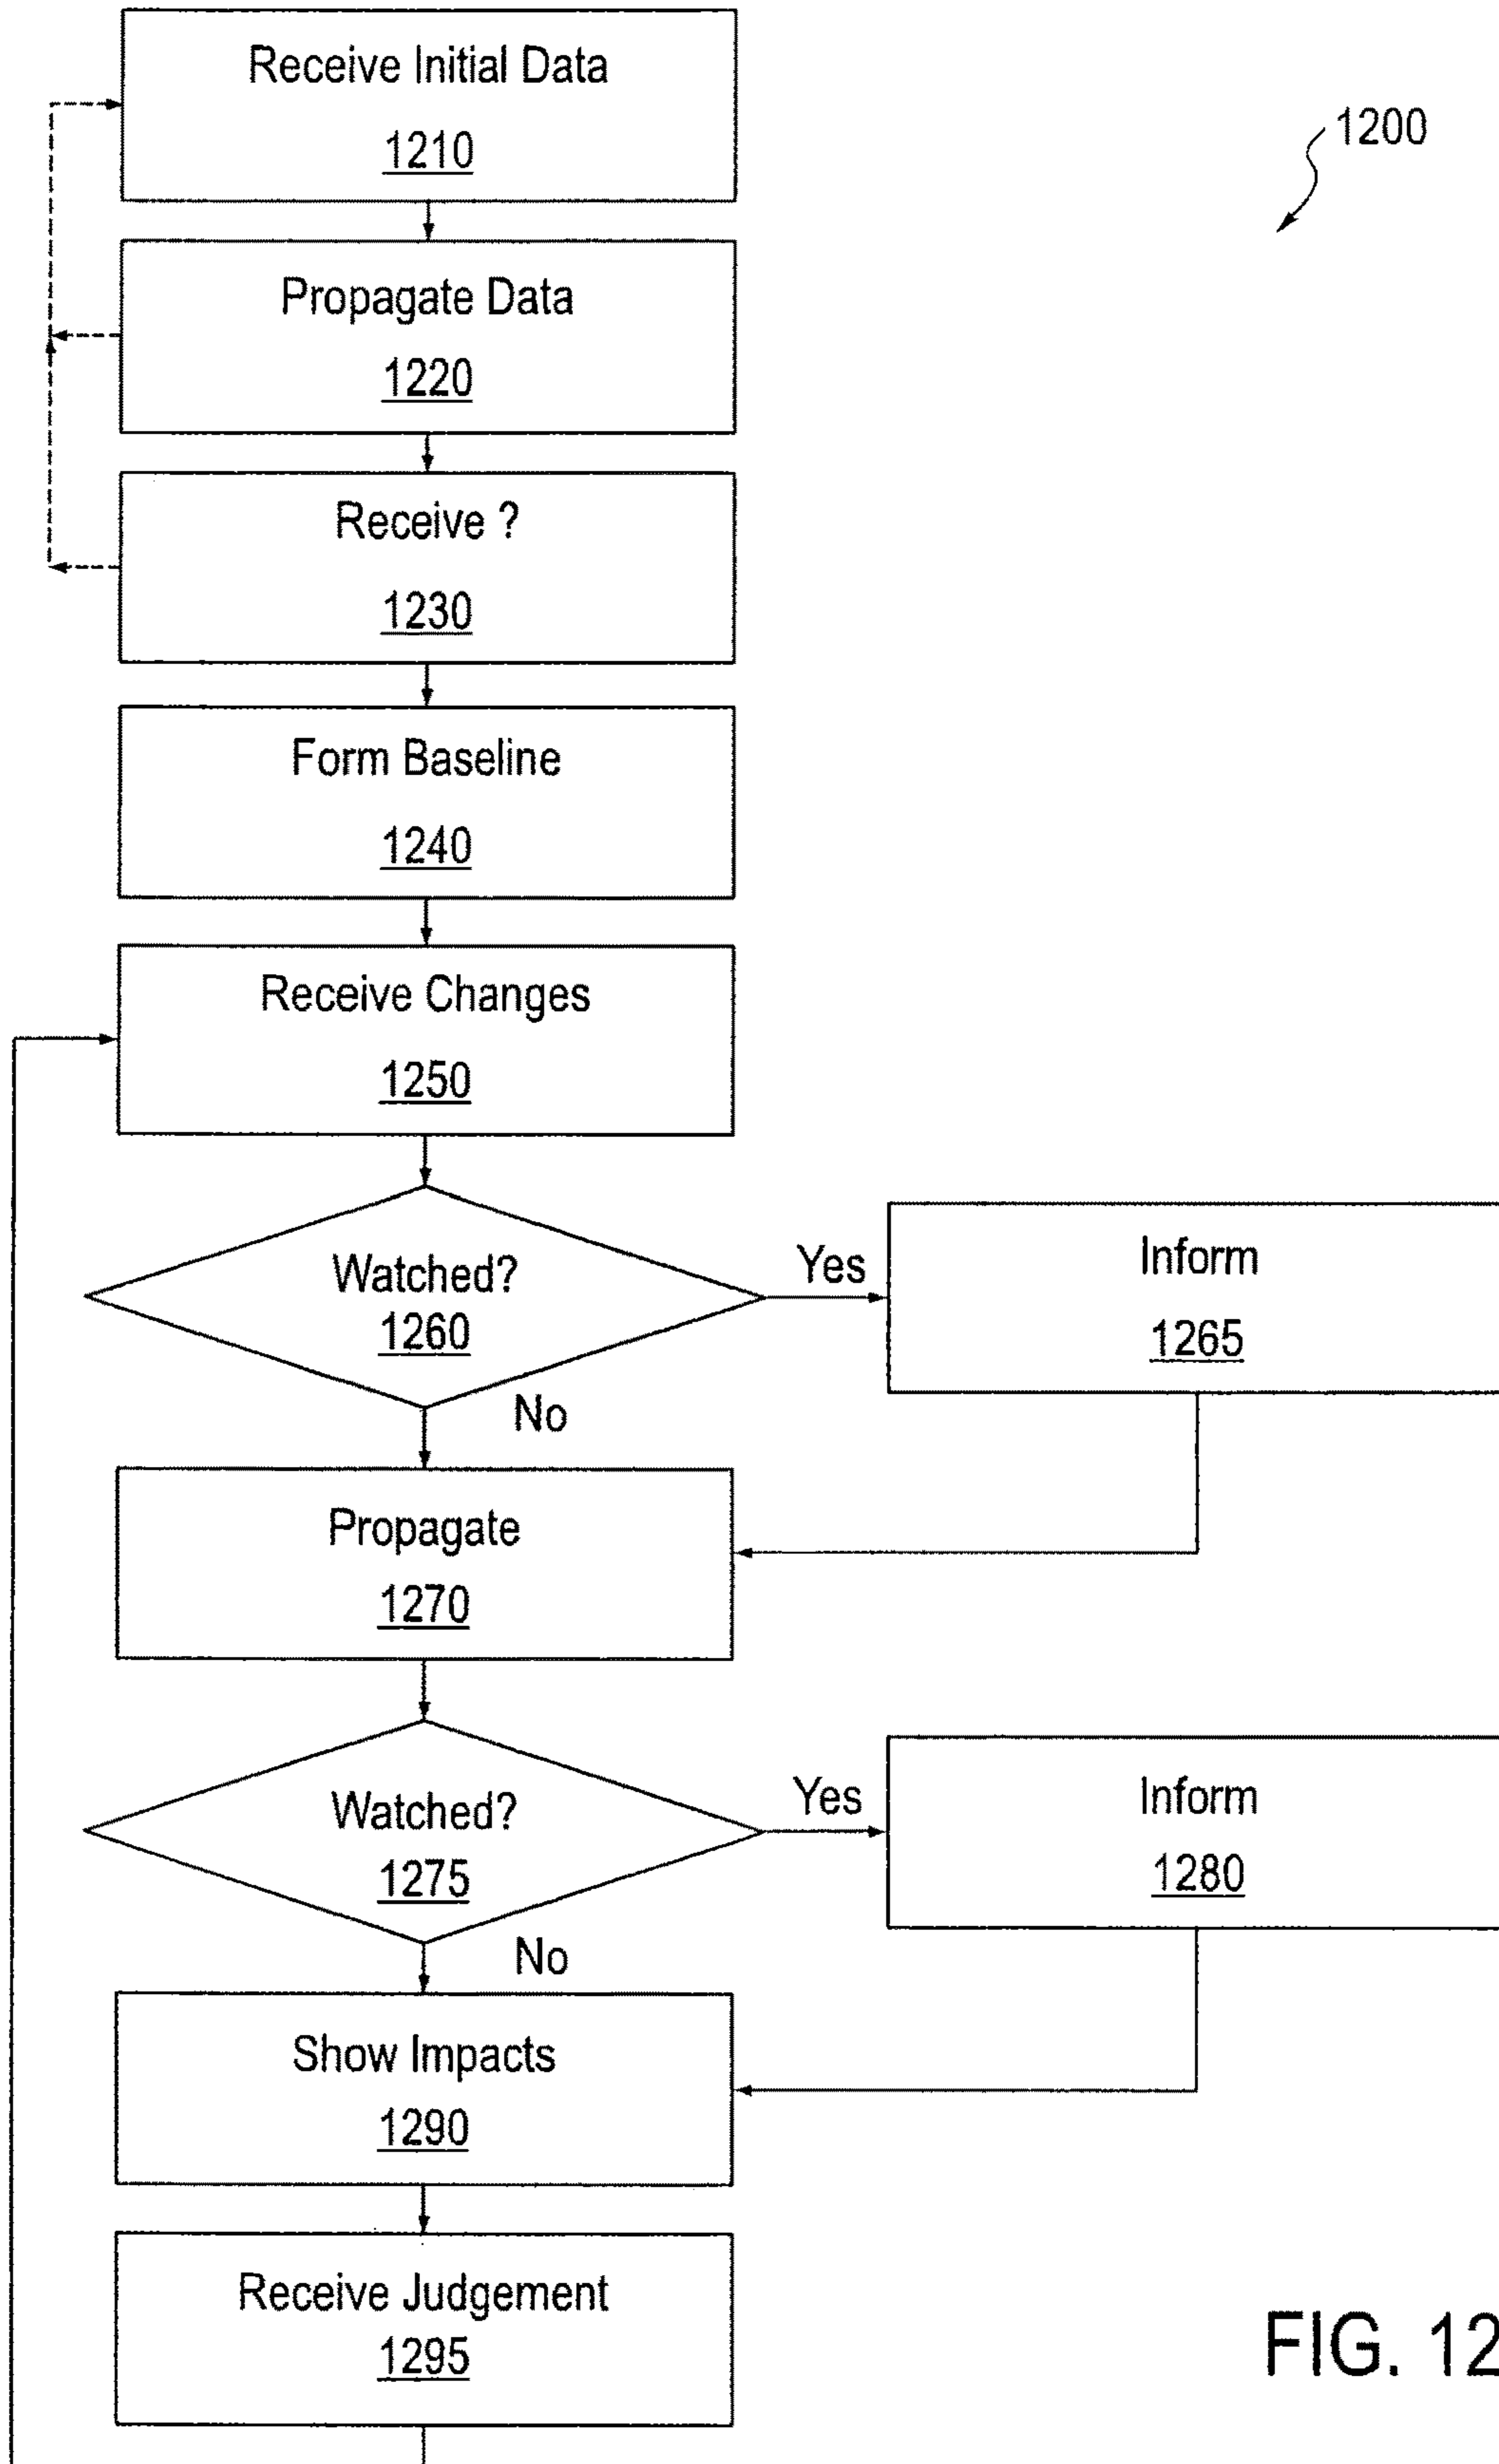 Receive Initial Data
1210
1200
Propagate Data
1220
Receive ?
1230
Form Baseline
1240
Receive Changes
1250
Watched?
1260
Yes
Inform
1265
No
Propagate
1270
Watched?
1275
Yes
Inform
1280
No
Show Impacts
1290
Receive Judgement
1295
FIG. 12